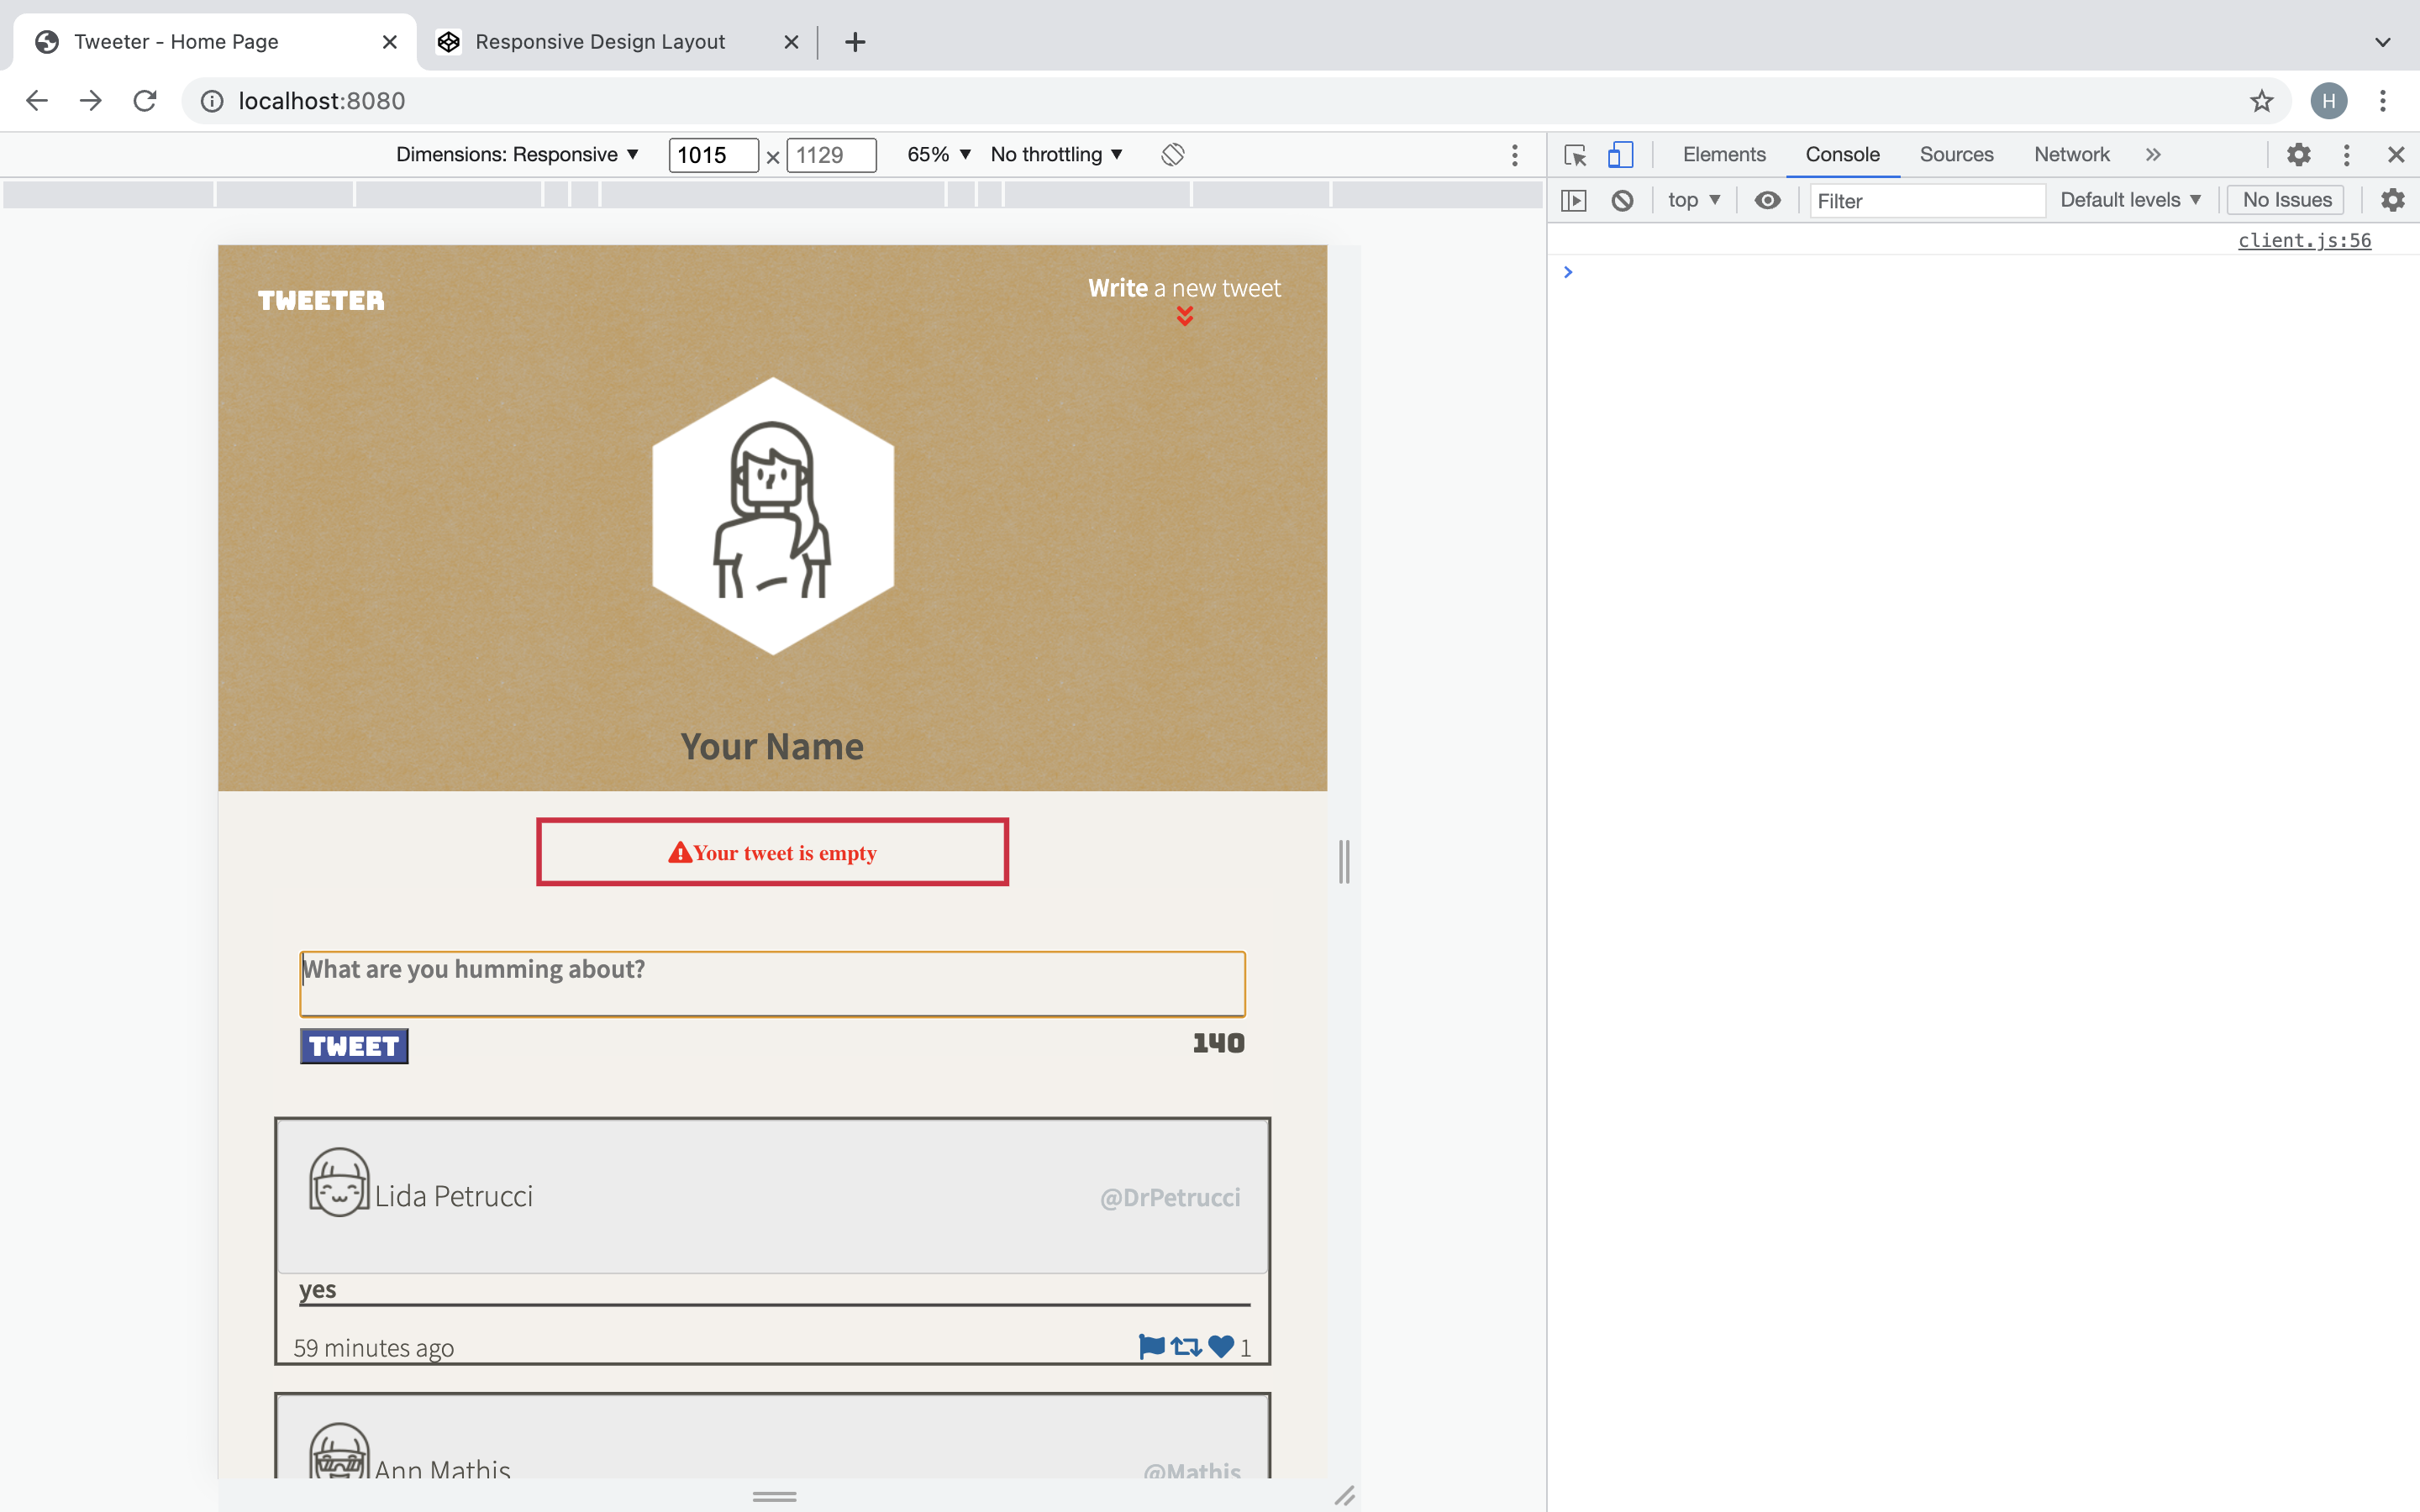 Tweeter - Home Page
Responsive Design Layout
localhost:8080
H
Dimensions: Responsive
1015 × 1129
65%
No throttling
Elements
Console
Sources
Network
top
Filter
Default levels
No Issues
client.js:56
TWEETER
Write a new tweet
Your Name
Your tweet is empty
What are you humming about?
TWEET
140
Lida Petrucci
@DrPetrucci
yes
59 minutes ago
1
Ann Mathis
@Mathis